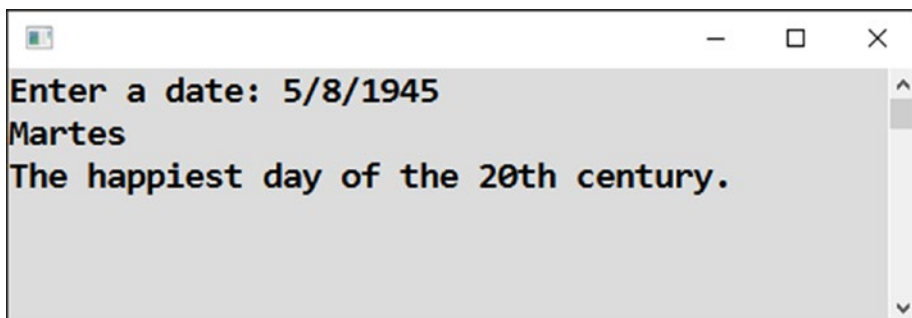 Enter a date: 5/8/1945
Martes
The happiest day of the 20th century.